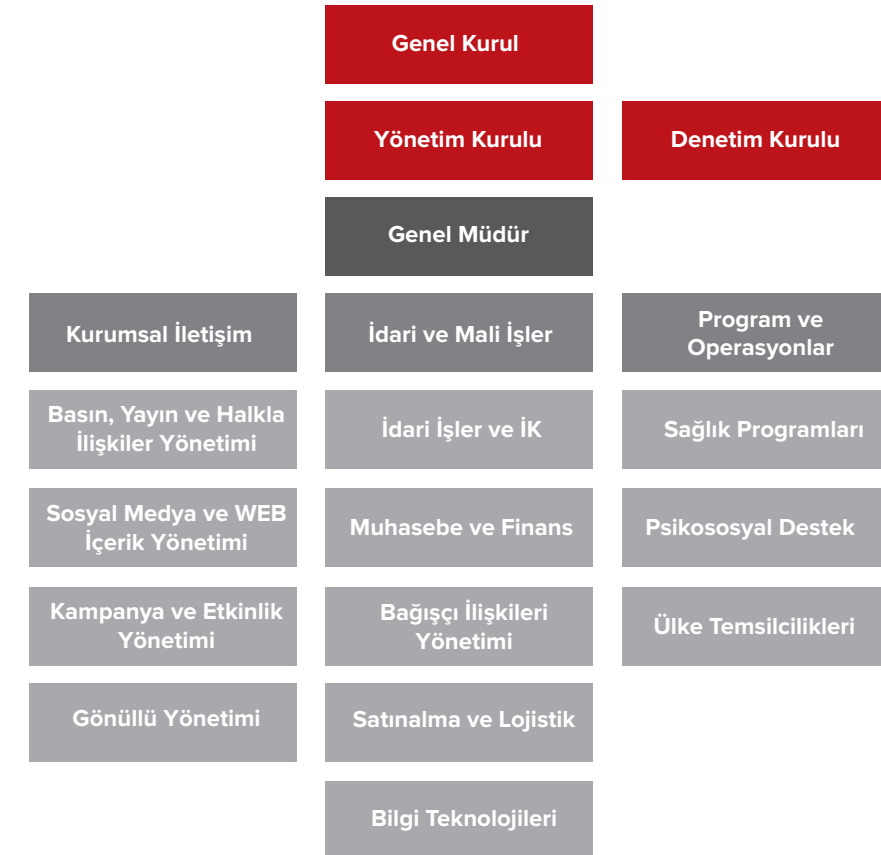 Genel Kurul
Yönetim Kurulu
Denetim Kurulu
Genel Müdür
Kurumsal İletişim
İdari ve Mali İşler
Program ve
Operasyonlar
Basın, Yayın ve Halkla
İlişkiler Yönetimi
İdari İşler ve İK
Sağlık Programları
Sosyal Medya ve WEB
İçerik Yönetimi
Muhasebe ve Finans
Psikososyal Destek
Kampanya ve Etkinlik
Yönetimi
Bağışçı İlişkileri
Yönetimi
Ülke Temsilcilikleri
Gönüllü Yönetimi
Satınalma ve Lojistik
Bilgi Teknolojileri